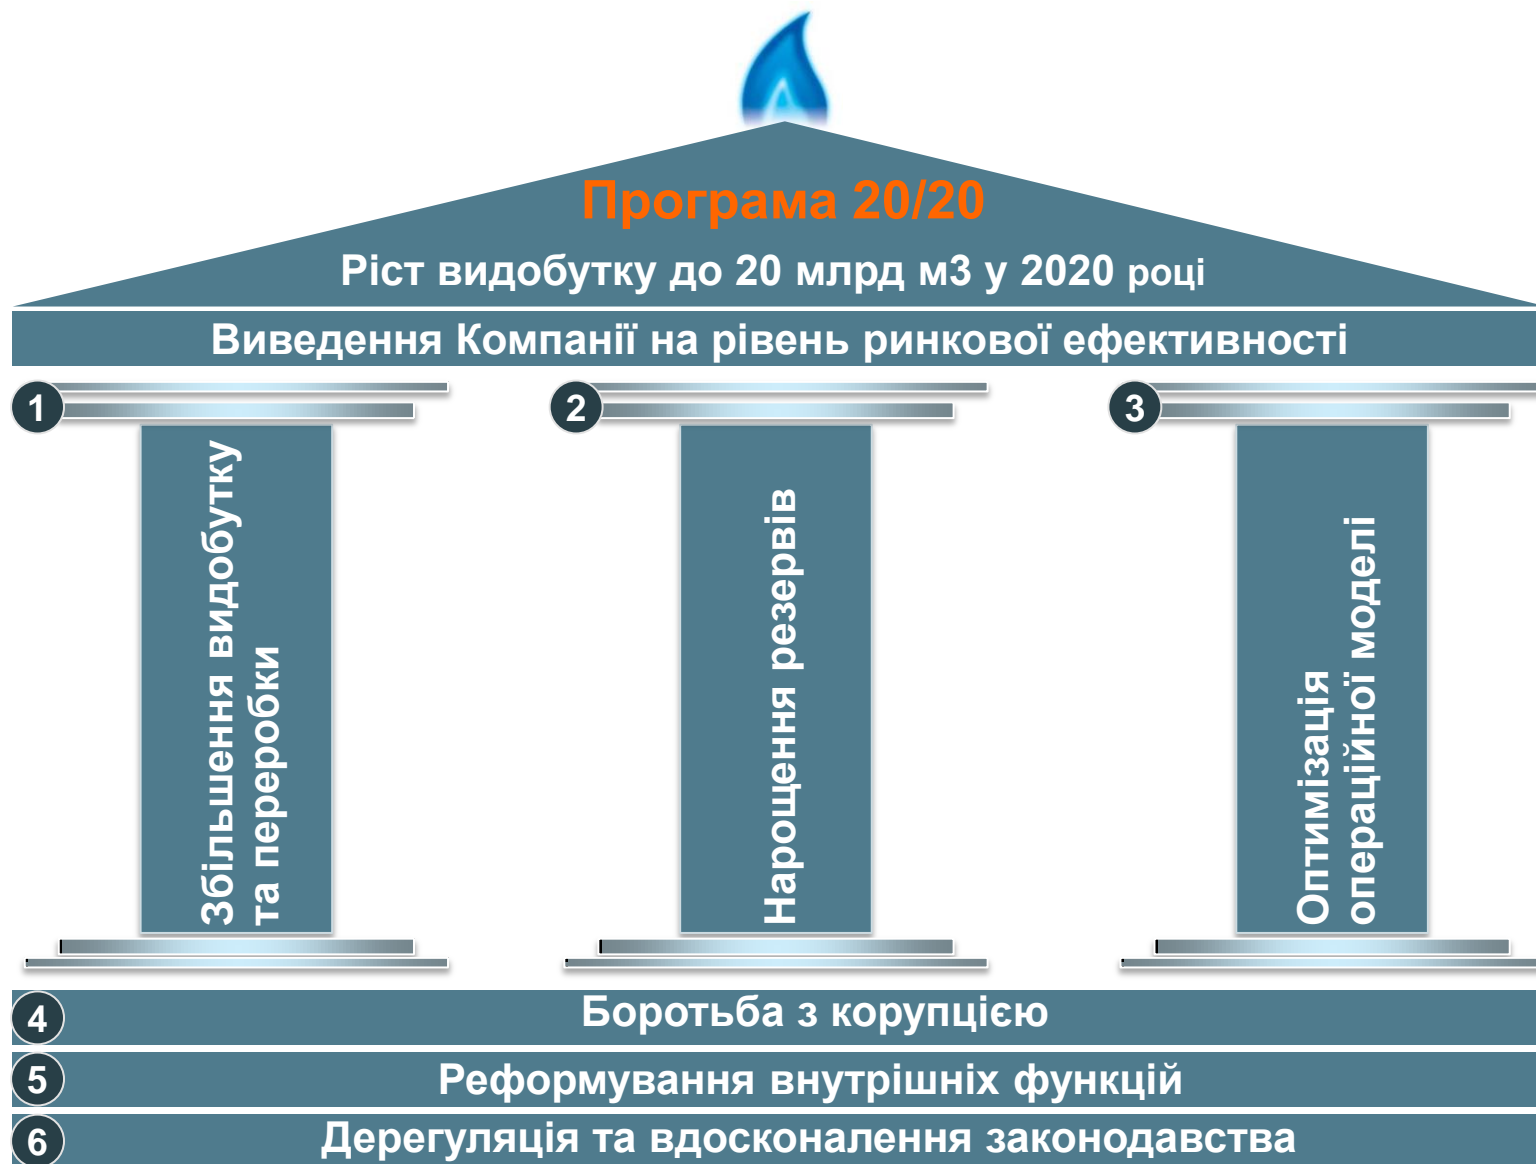 Програма 20/20
Ріст видобутку до 20 млрд м3 у 2020 році
Виведення Компанії на рівень ринкової ефективності
1
Збільшення видобутку
та переробки
2
Нарощення резервів
3
Оптимізація
операційної моделі
4
Боротьба з корупцією
5
Реформування внутрішніх функцій
6
Дерегуляція та вдосконалення законодавства